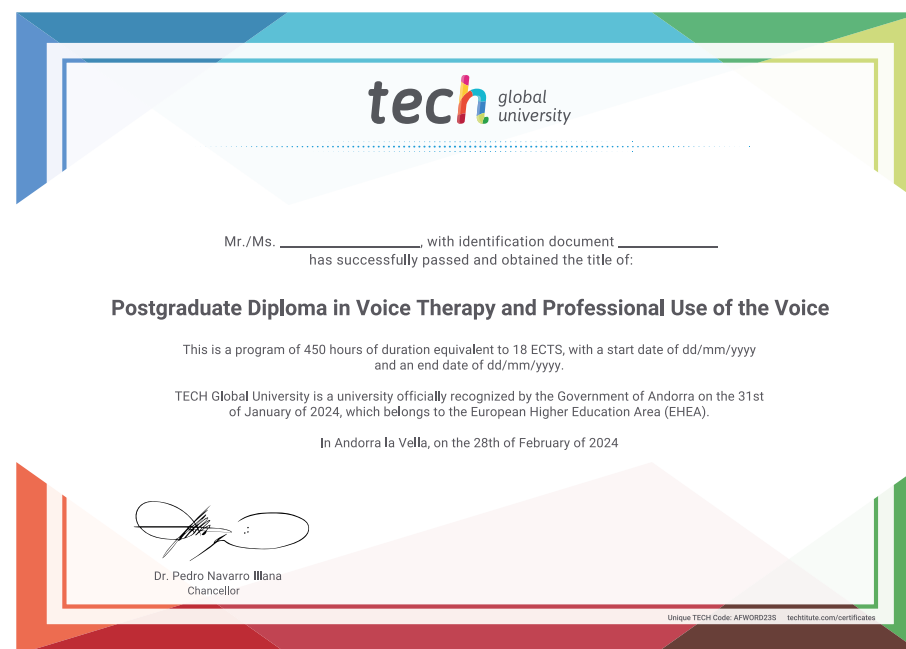 tech global university
Mr./Ms. ____________, with identification document ____________
has successfully passed and obtained the title of:
Postgraduate Diploma in Voice Therapy and Professional Use of the Voice
This is a program of 450 hours of duration equivalent to 18 ECTS, with a start date of dd/mm/yyyy
and an end date of dd/mm/yyyy.
TECH Global University is a university officially recognized by the Government of Andorra on the 31st
of January of 2024, which belongs to the European Higher Education Area (EHEA).
In Andorra la Vella, on the 28th of February of 2024
Dr. Pedro Navarro Illana
Chancellor
Unique TECH Code: AFWORD23S techtitute.com/certificates